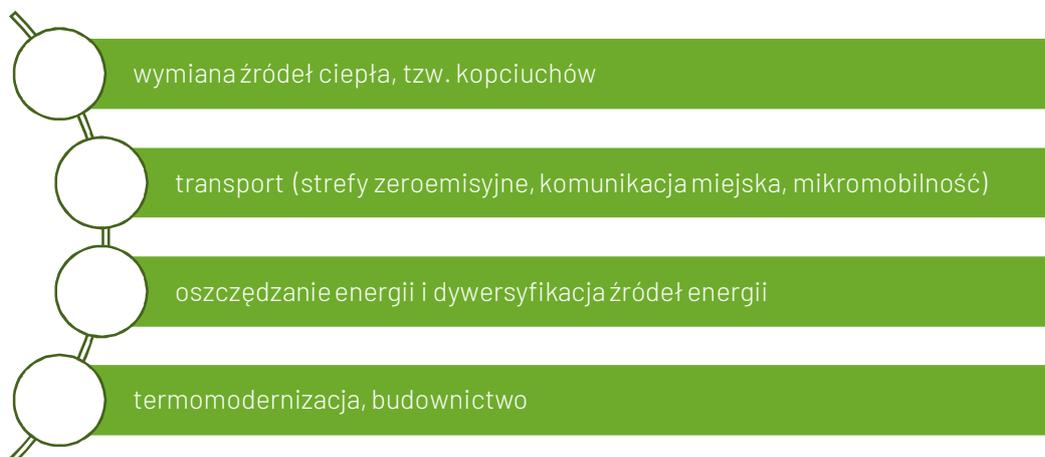 wymiana źródeł ciepła, tzw. kopciuchów
transport (strefy zeroemisyjne, komunikacja miejska, mikromobilność)
oszczędzanie energii i dywersyfikacja źródeł energii
termomodernizacja, budownictwo